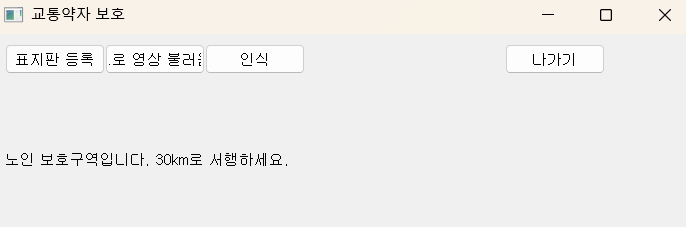 교통약자 보호
표지판 등록
로 영상 불러
인식
나가기
노인 보호구역입니다. 30km로 서행하세요.